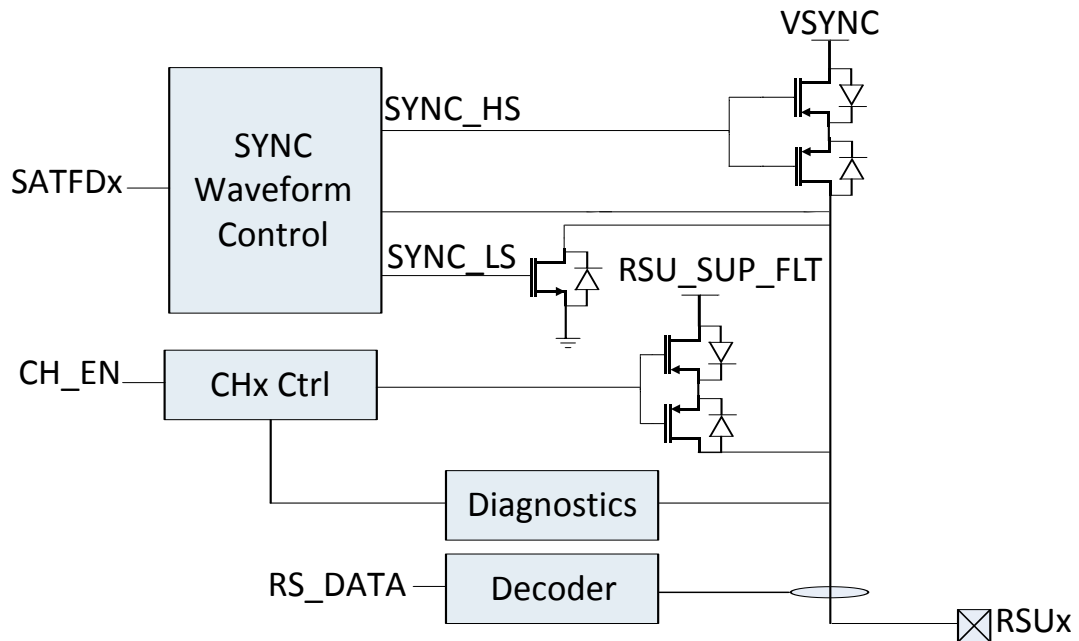 VSYNC
SYNC_HS
SYNC
Waveform
Control
SATFDx
SYNC_LS
RSU_SUP_FLT
CH_EN
CHx Ctrl
Diagnostics
RS_DATA
Decoder
RSUx